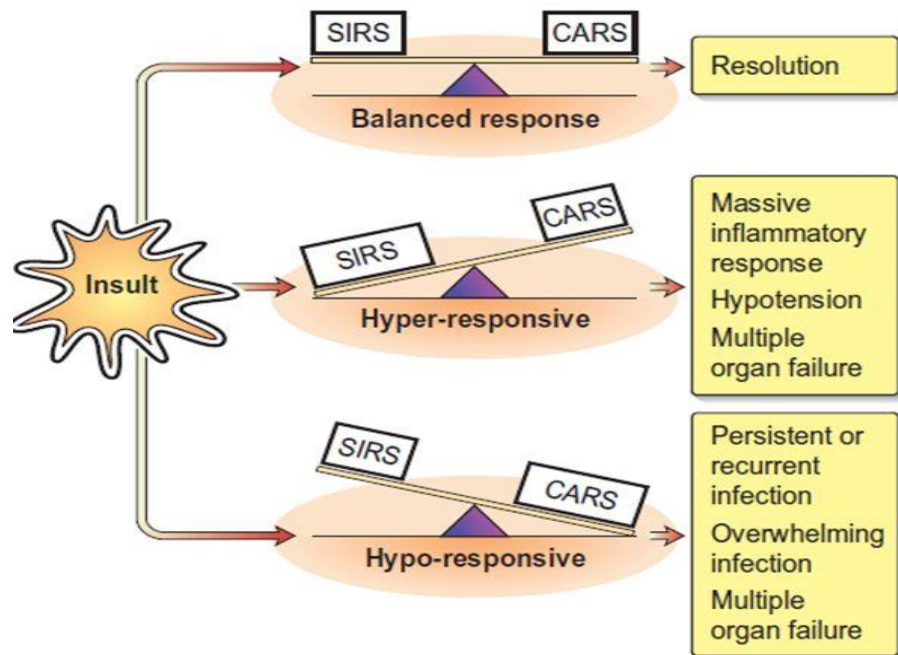 SIRS
CARS
Balanced response
Resolution
Insult
SIRS
CARS
Hyper-responsive
Massive
inflammatory
response
Hypotension
Multiple
organ failure
SIRS
CARS
Hypo-responsive
Persistent or
recurrent
infection
Overwhelming
infection
Multiple
organ failure